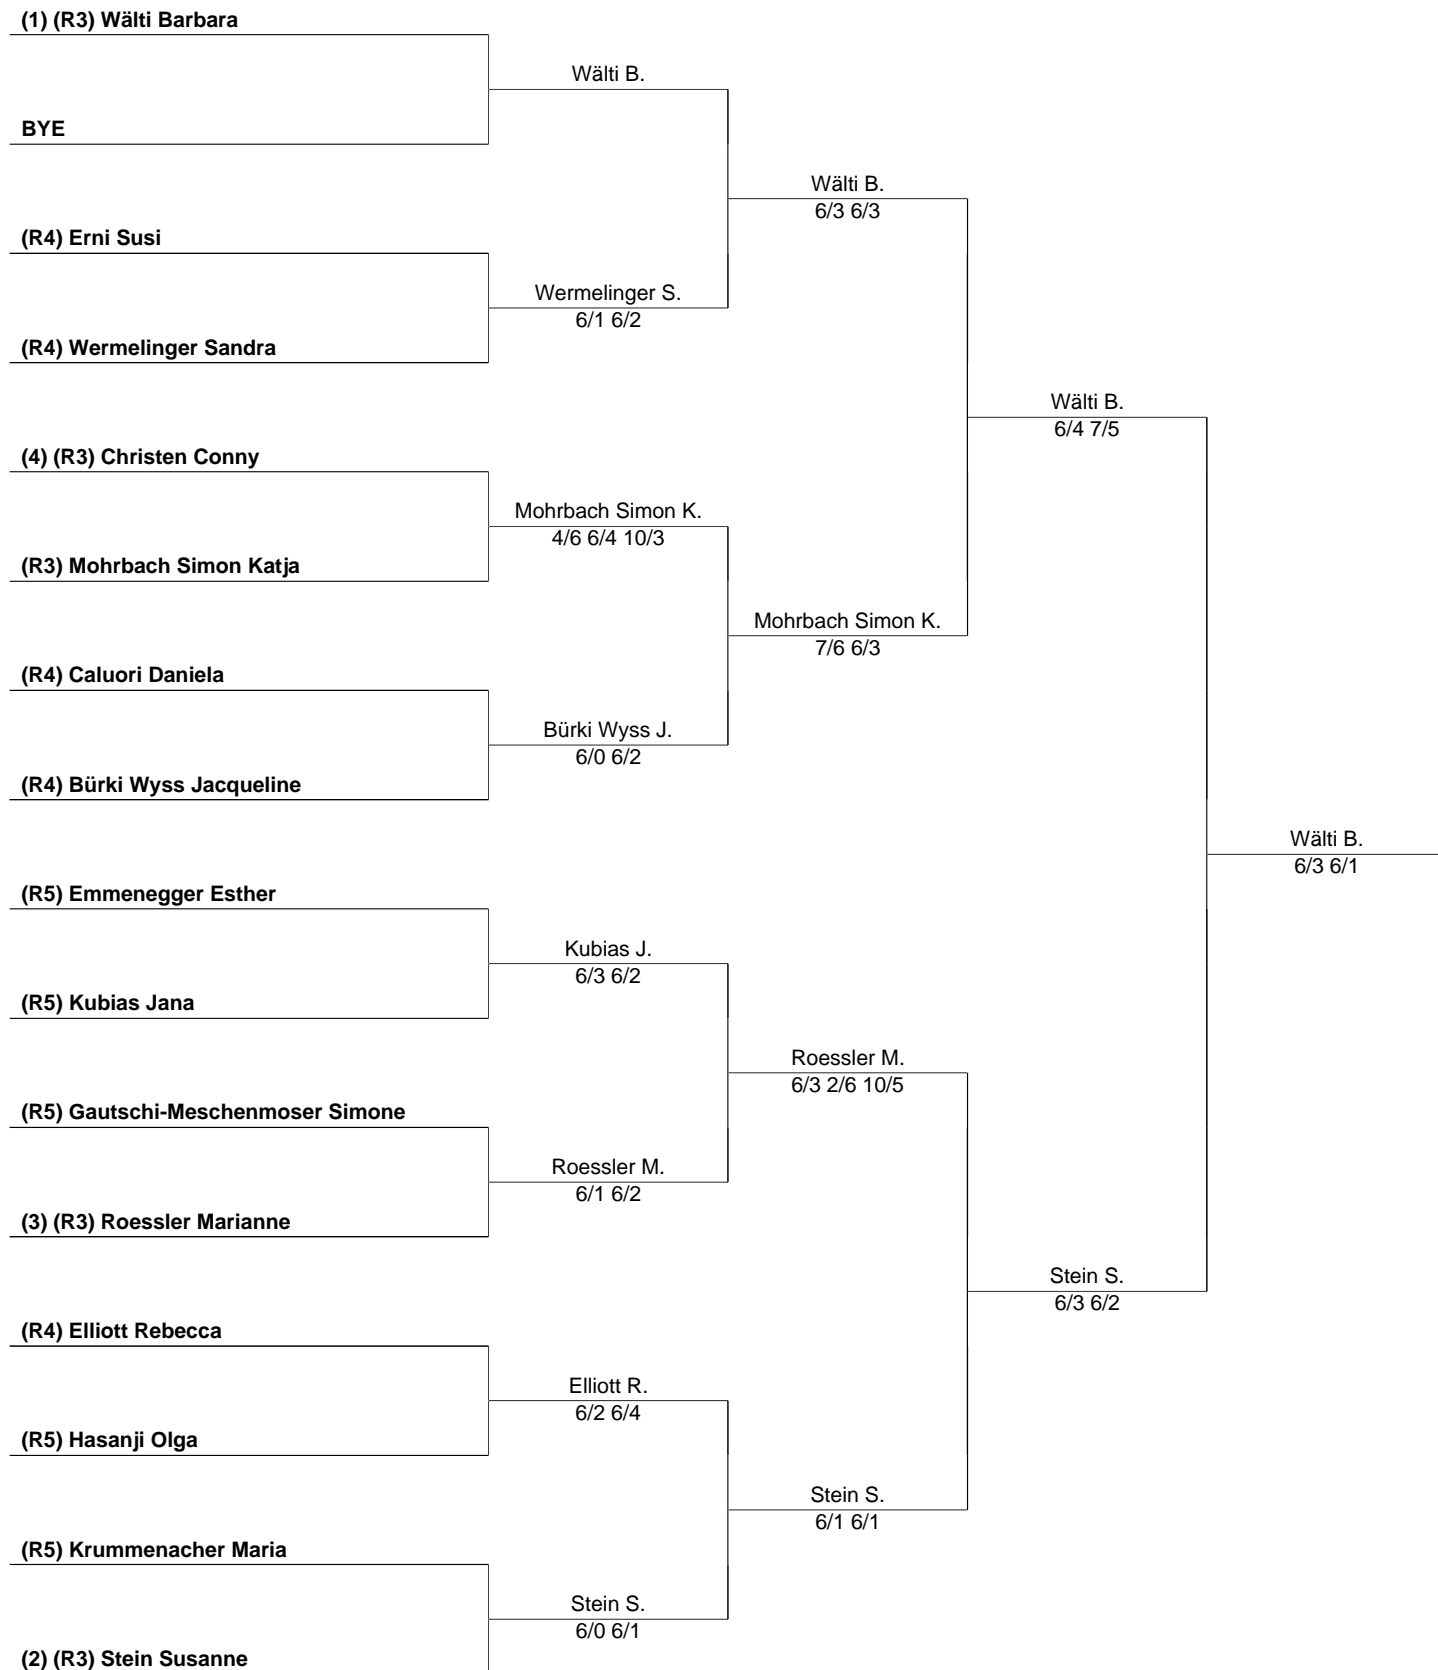 (1) (R3) Wälti Barbara
Wälti B.
BYE
Wälti B.
6/3 6/3
(R4) Erni Susi
Wermelinger S.
6/1 6/2
(R4) Wermelinger Sandra
Wälti B.
6/4 7/5
(4) (R3) Christen Conny
Mohrbach Simon K.
4/6 6/4 10/3
(R3) Mohrbach Simon Katja
Mohrbach Simon K.
7/6 6/3
(R4) Caluori Daniela
Bürki Wyss J.
6/0 6/2
(R4) Bürki Wyss Jacqueline
Wälti B.
6/3 6/1
(R5) Emmenegger Esther
Kubias J.
6/3 6/2
(R5) Kubias Jana
Roessler M.
6/3 2/6 10/5
(R5) Gautschi-Meschenmoser Simone
Roessler M.
6/1 6/2
(3) (R3) Roessler Marianne
Stein S.
6/3 6/2
(R4) Elliott Rebecca
Elliott R.
6/2 6/4
(R5) Hasanji Olga
Stein S.
6/1 6/1
(R5) Krummenacher Maria
Stein S.
6/0 6/1
(2) (R3) Stein Susanne